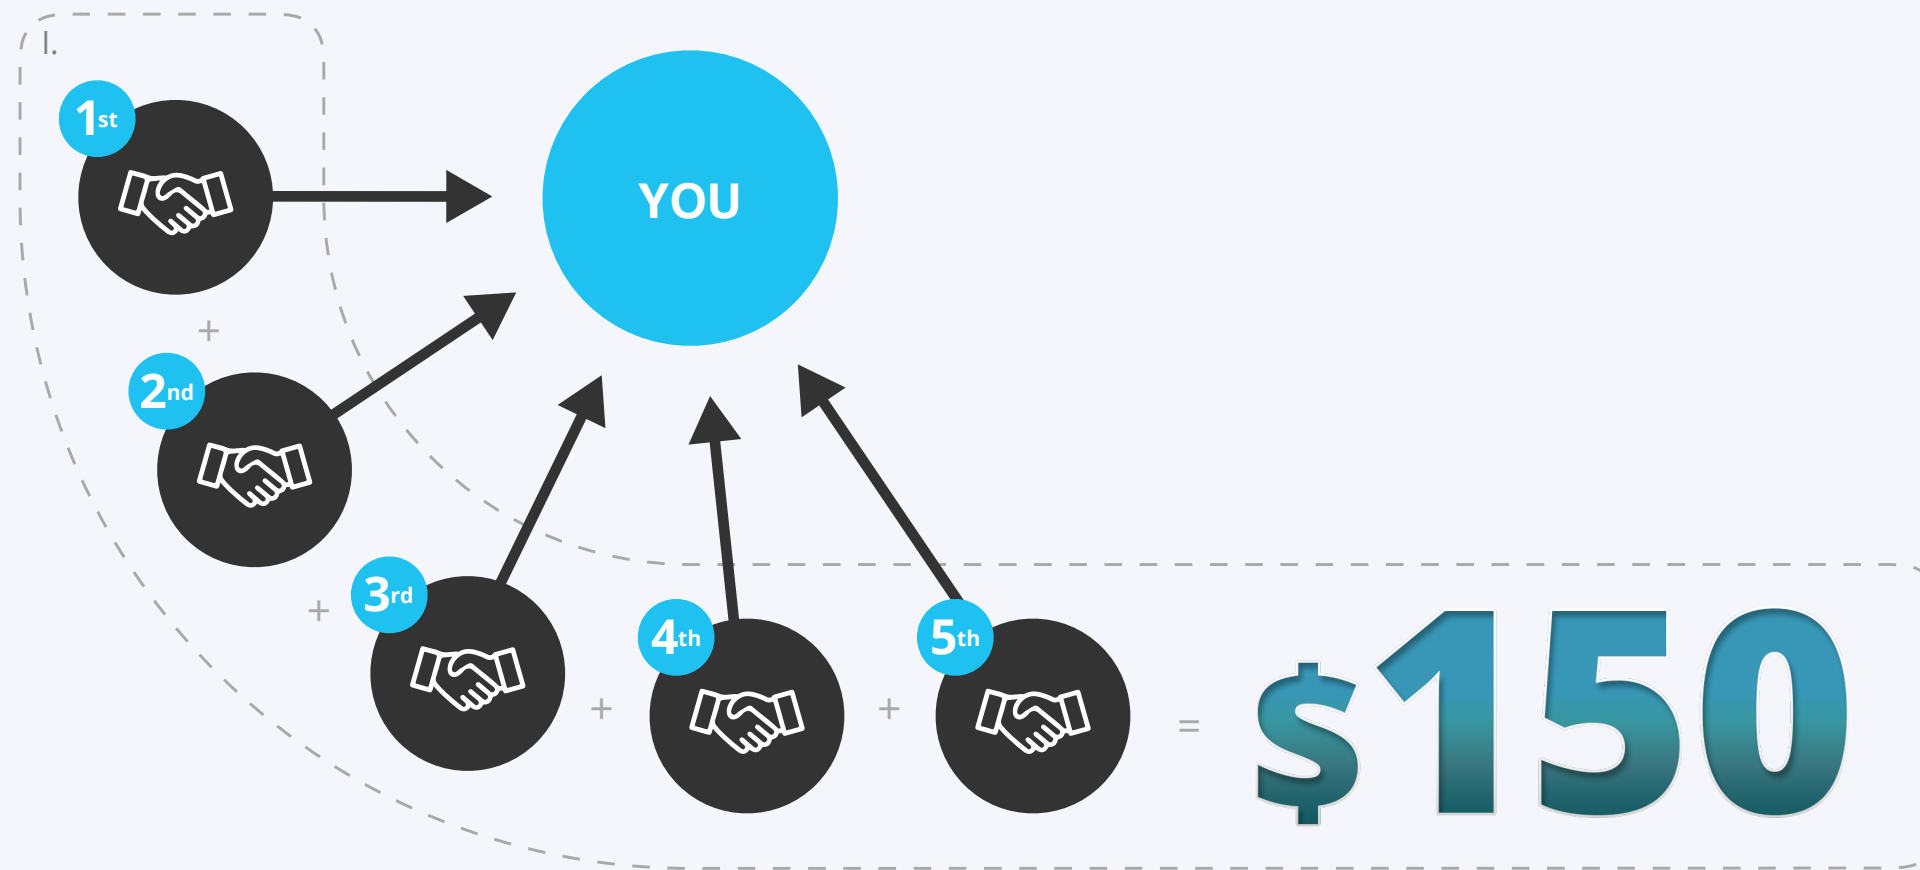 I.
1st
YOU
+
2nd
+
3rd
+
4th
+
5th
=
$150